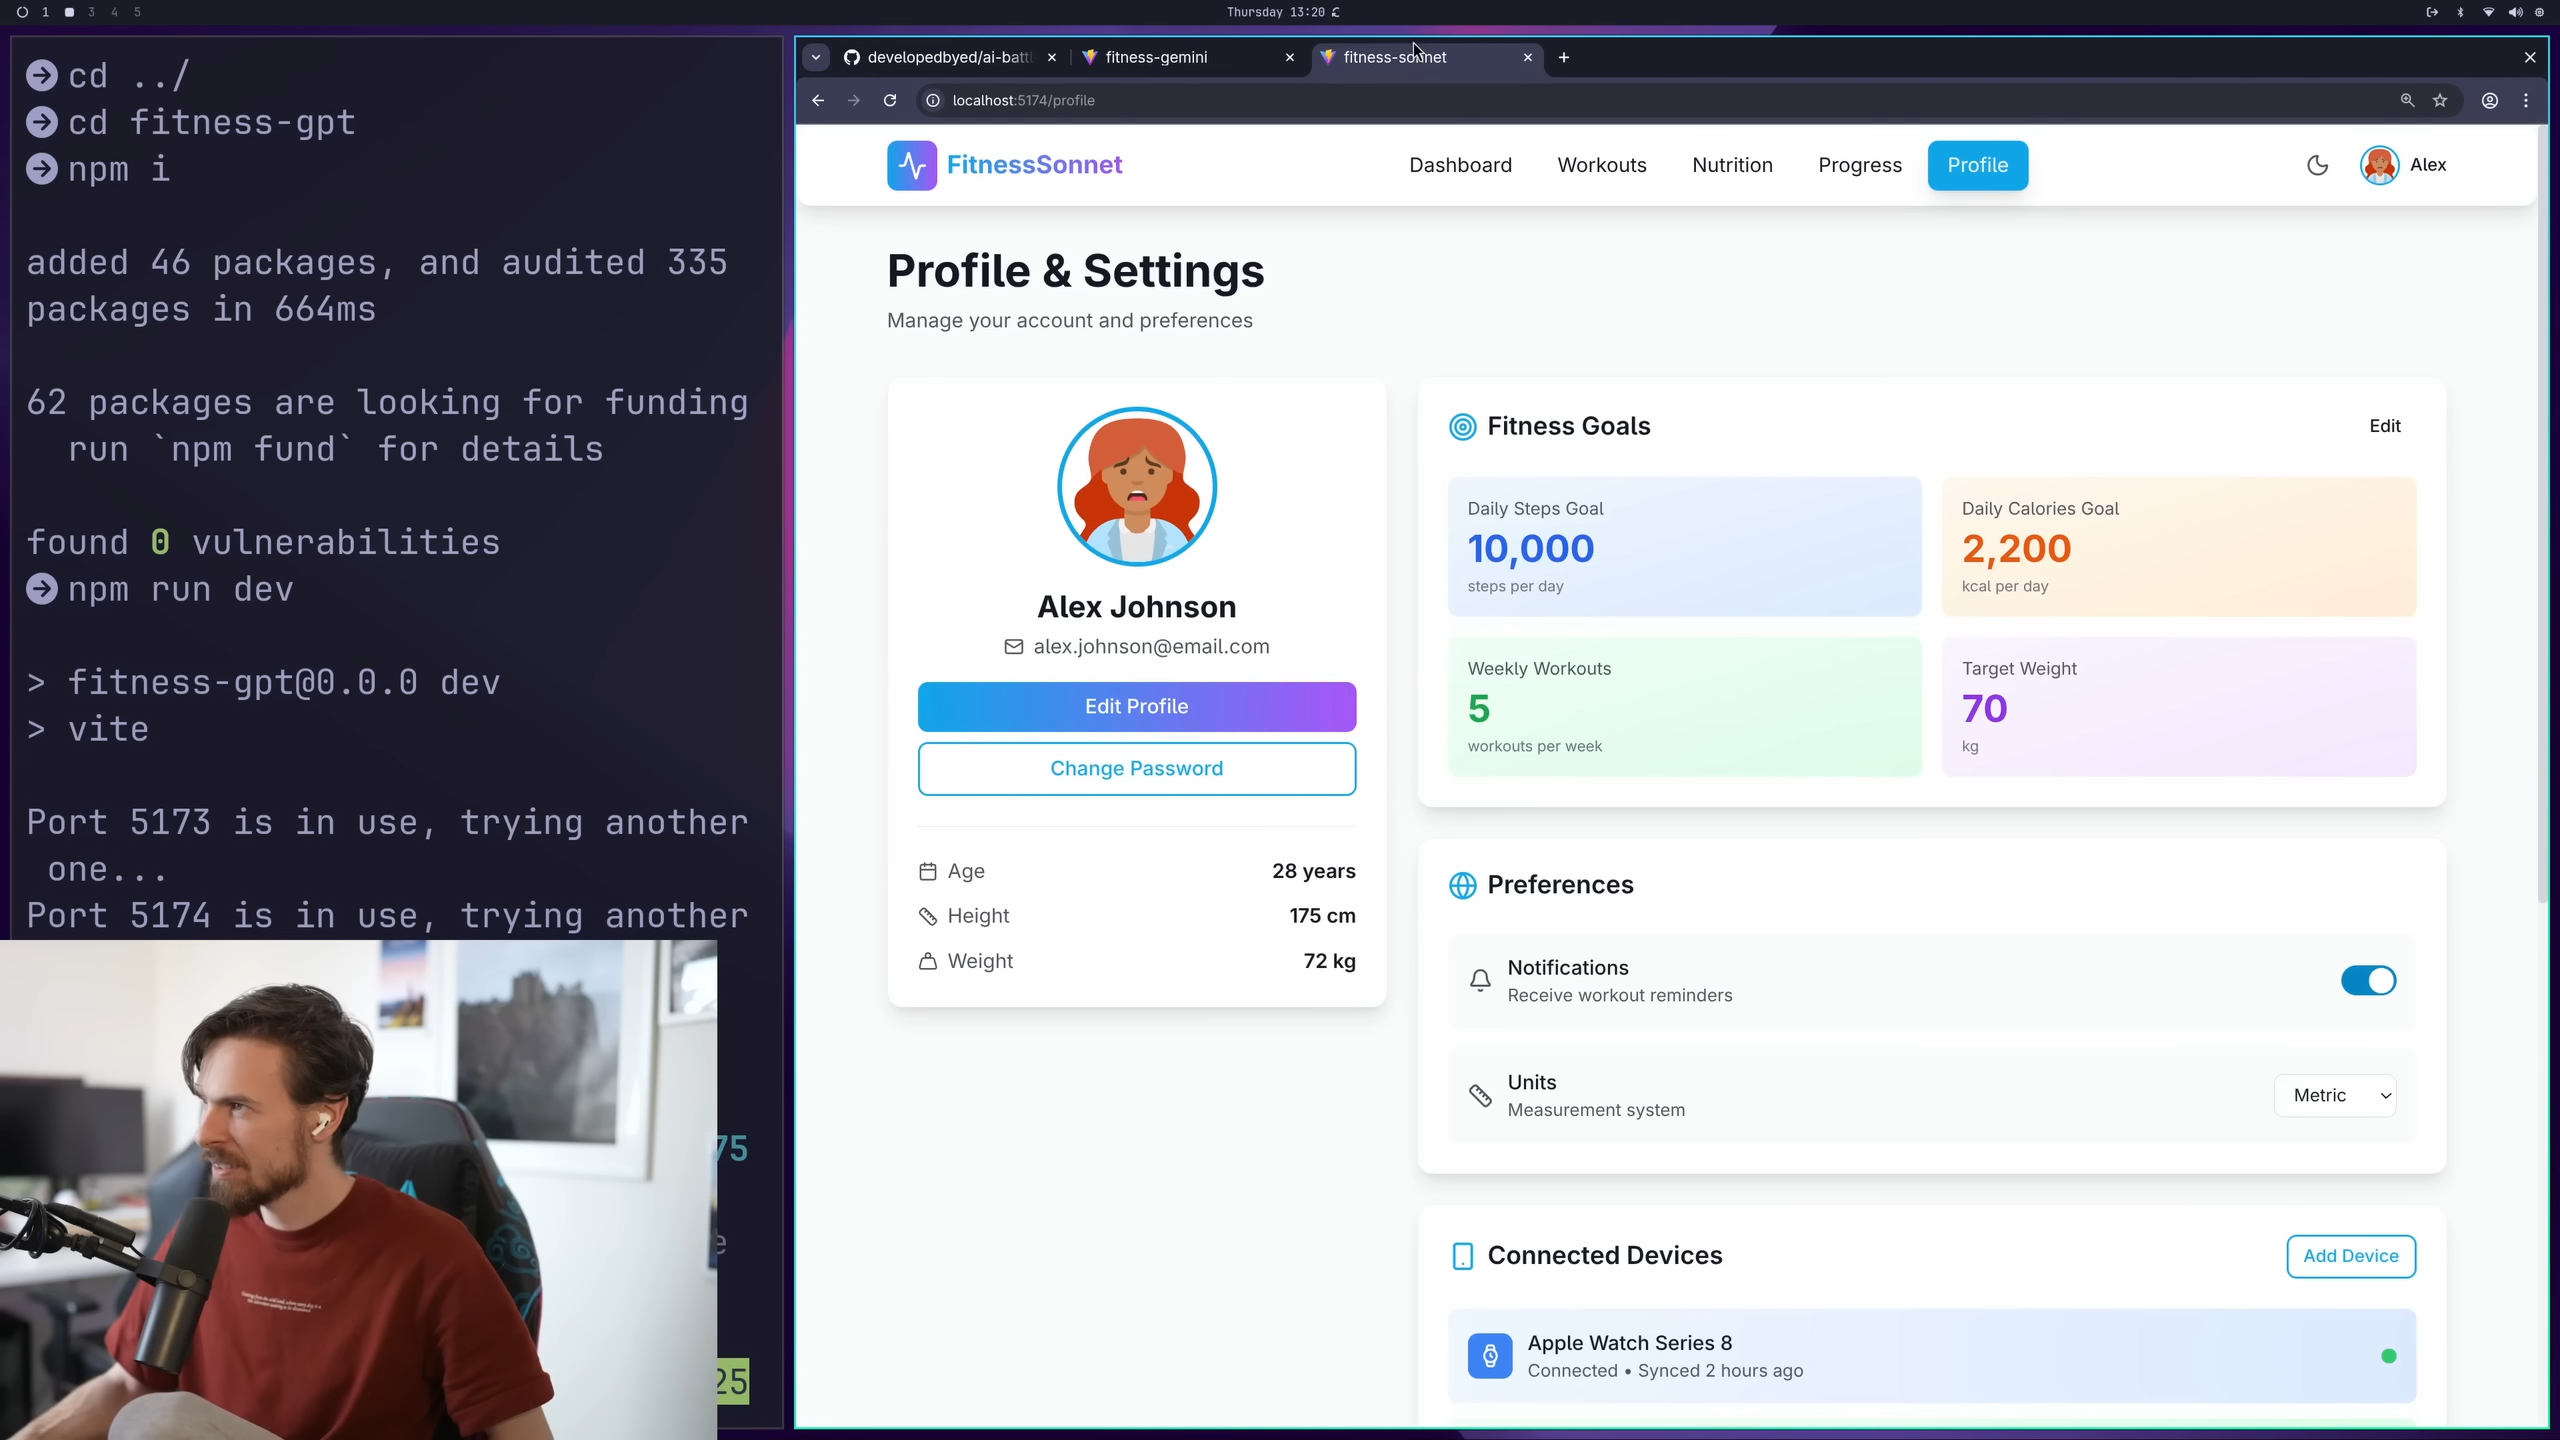 1
3
4
5
Thursday 13:20
cd ../
cd fitness-gpt
npm i
added 46 packages, and audited 335
packages in 664ms
62 packages are looking for funding
run `npm fund` for details
found 0 vulnerabilities
npm run dev
> fitness-gpt@0.0.0 dev
> vite
Port 5173 is in use, trying another
one...
Port 5174 is in use, trying another
75
e
25
developedbyed/ai-battl
fitness-gemini
fitness-sonnet
localhost:5174/profile
FitnessSonnet
Dashboard
Workouts
Nutrition
Progress
Profile
Alex
Profile & Settings
Manage your account and preferences
Alex Johnson
alex.johnson@email.com
Edit Profile
Change Password
Age
28 years
Height
175 cm
Weight
72 kg
Fitness Goals
Edit
Daily Steps Goal
10,000
steps per day
Daily Calories Goal
2,200
kcal per day
Weekly Workouts
5
workouts per week
Target Weight
70
kg
Preferences
Notifications
Receive workout reminders
Units
Measurement system
Metric
Connected Devices
Add Device
Apple Watch Series 8
Connected • Synced 2 hours ago